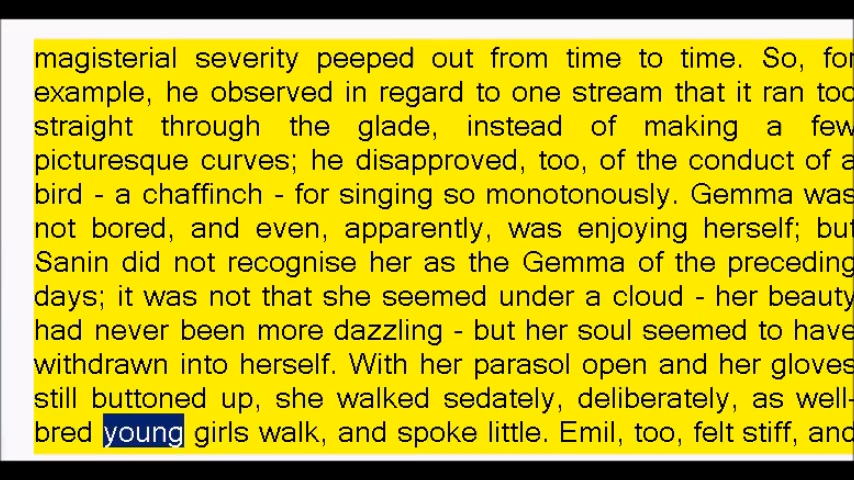 magisterial severity peeped out from time to time. So, for
example, he observed in regard to one stream that it ran too
straight through the glade, instead of making a few
picturesque curves; he disapproved, too, of the conduct of a
bird - a chaffinch - for singing so monotonously. Gemma was
not bored, and even, apparently, was enjoying herself; but
Sanin did not recognise her as the Gemma of the preceding
days; it was not that she seemed under a cloud - her beauty
had never been more dazzling - but her soul seemed to have
withdrawn into herself. With her parasol open and her gloves
still buttoned up, she walked sedately, deliberately, as well-
bred young girls walk, and spoke little. Emil, too, felt stiff, and